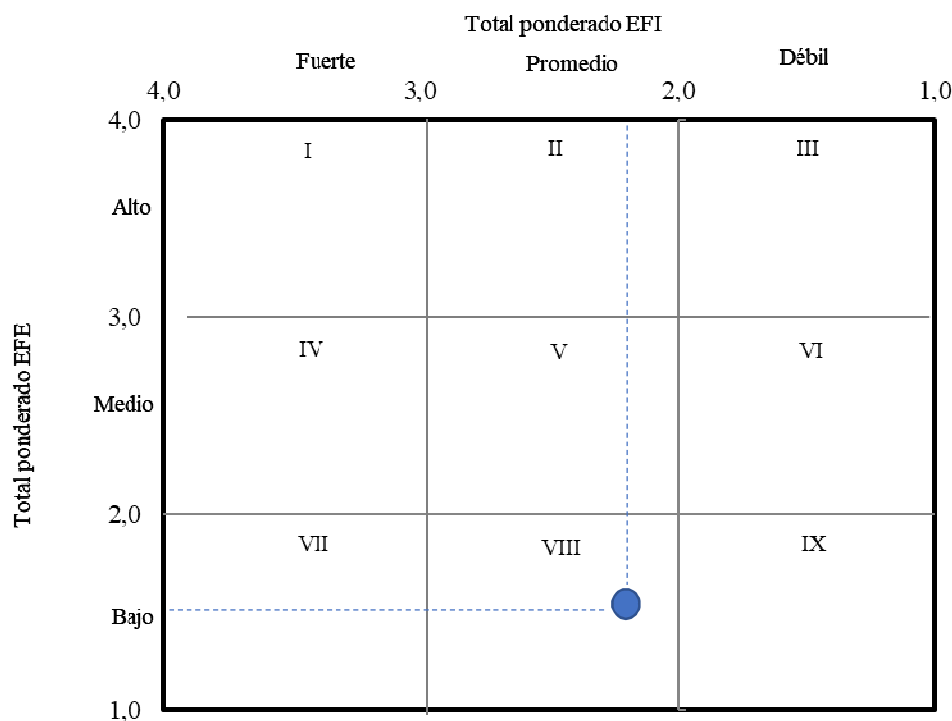 Total ponderado EFI
Fuerte Promedio Débil
4,0 3,0 2,0 1,0
4,0
I II III
Alto
3,0
IV V VI
Medio
Total ponderado EFE
2,0
VII VIII IX
Bajo
1,0